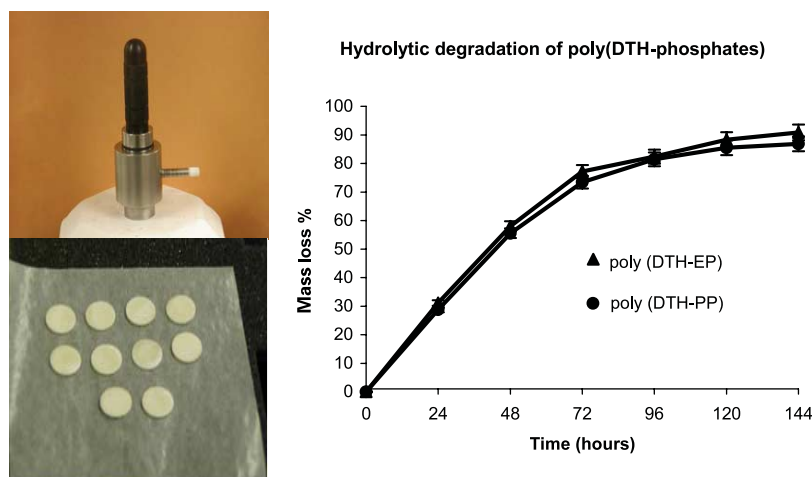 Hydrolytic degradation of poly(DTH-phosphates)
100
90
80
70
60
50
40
30
20
10
0
Mass loss %
poly (DTH-EP)
poly (DTH-PP)
0 24 48 72 96 120 144
Time (hours)